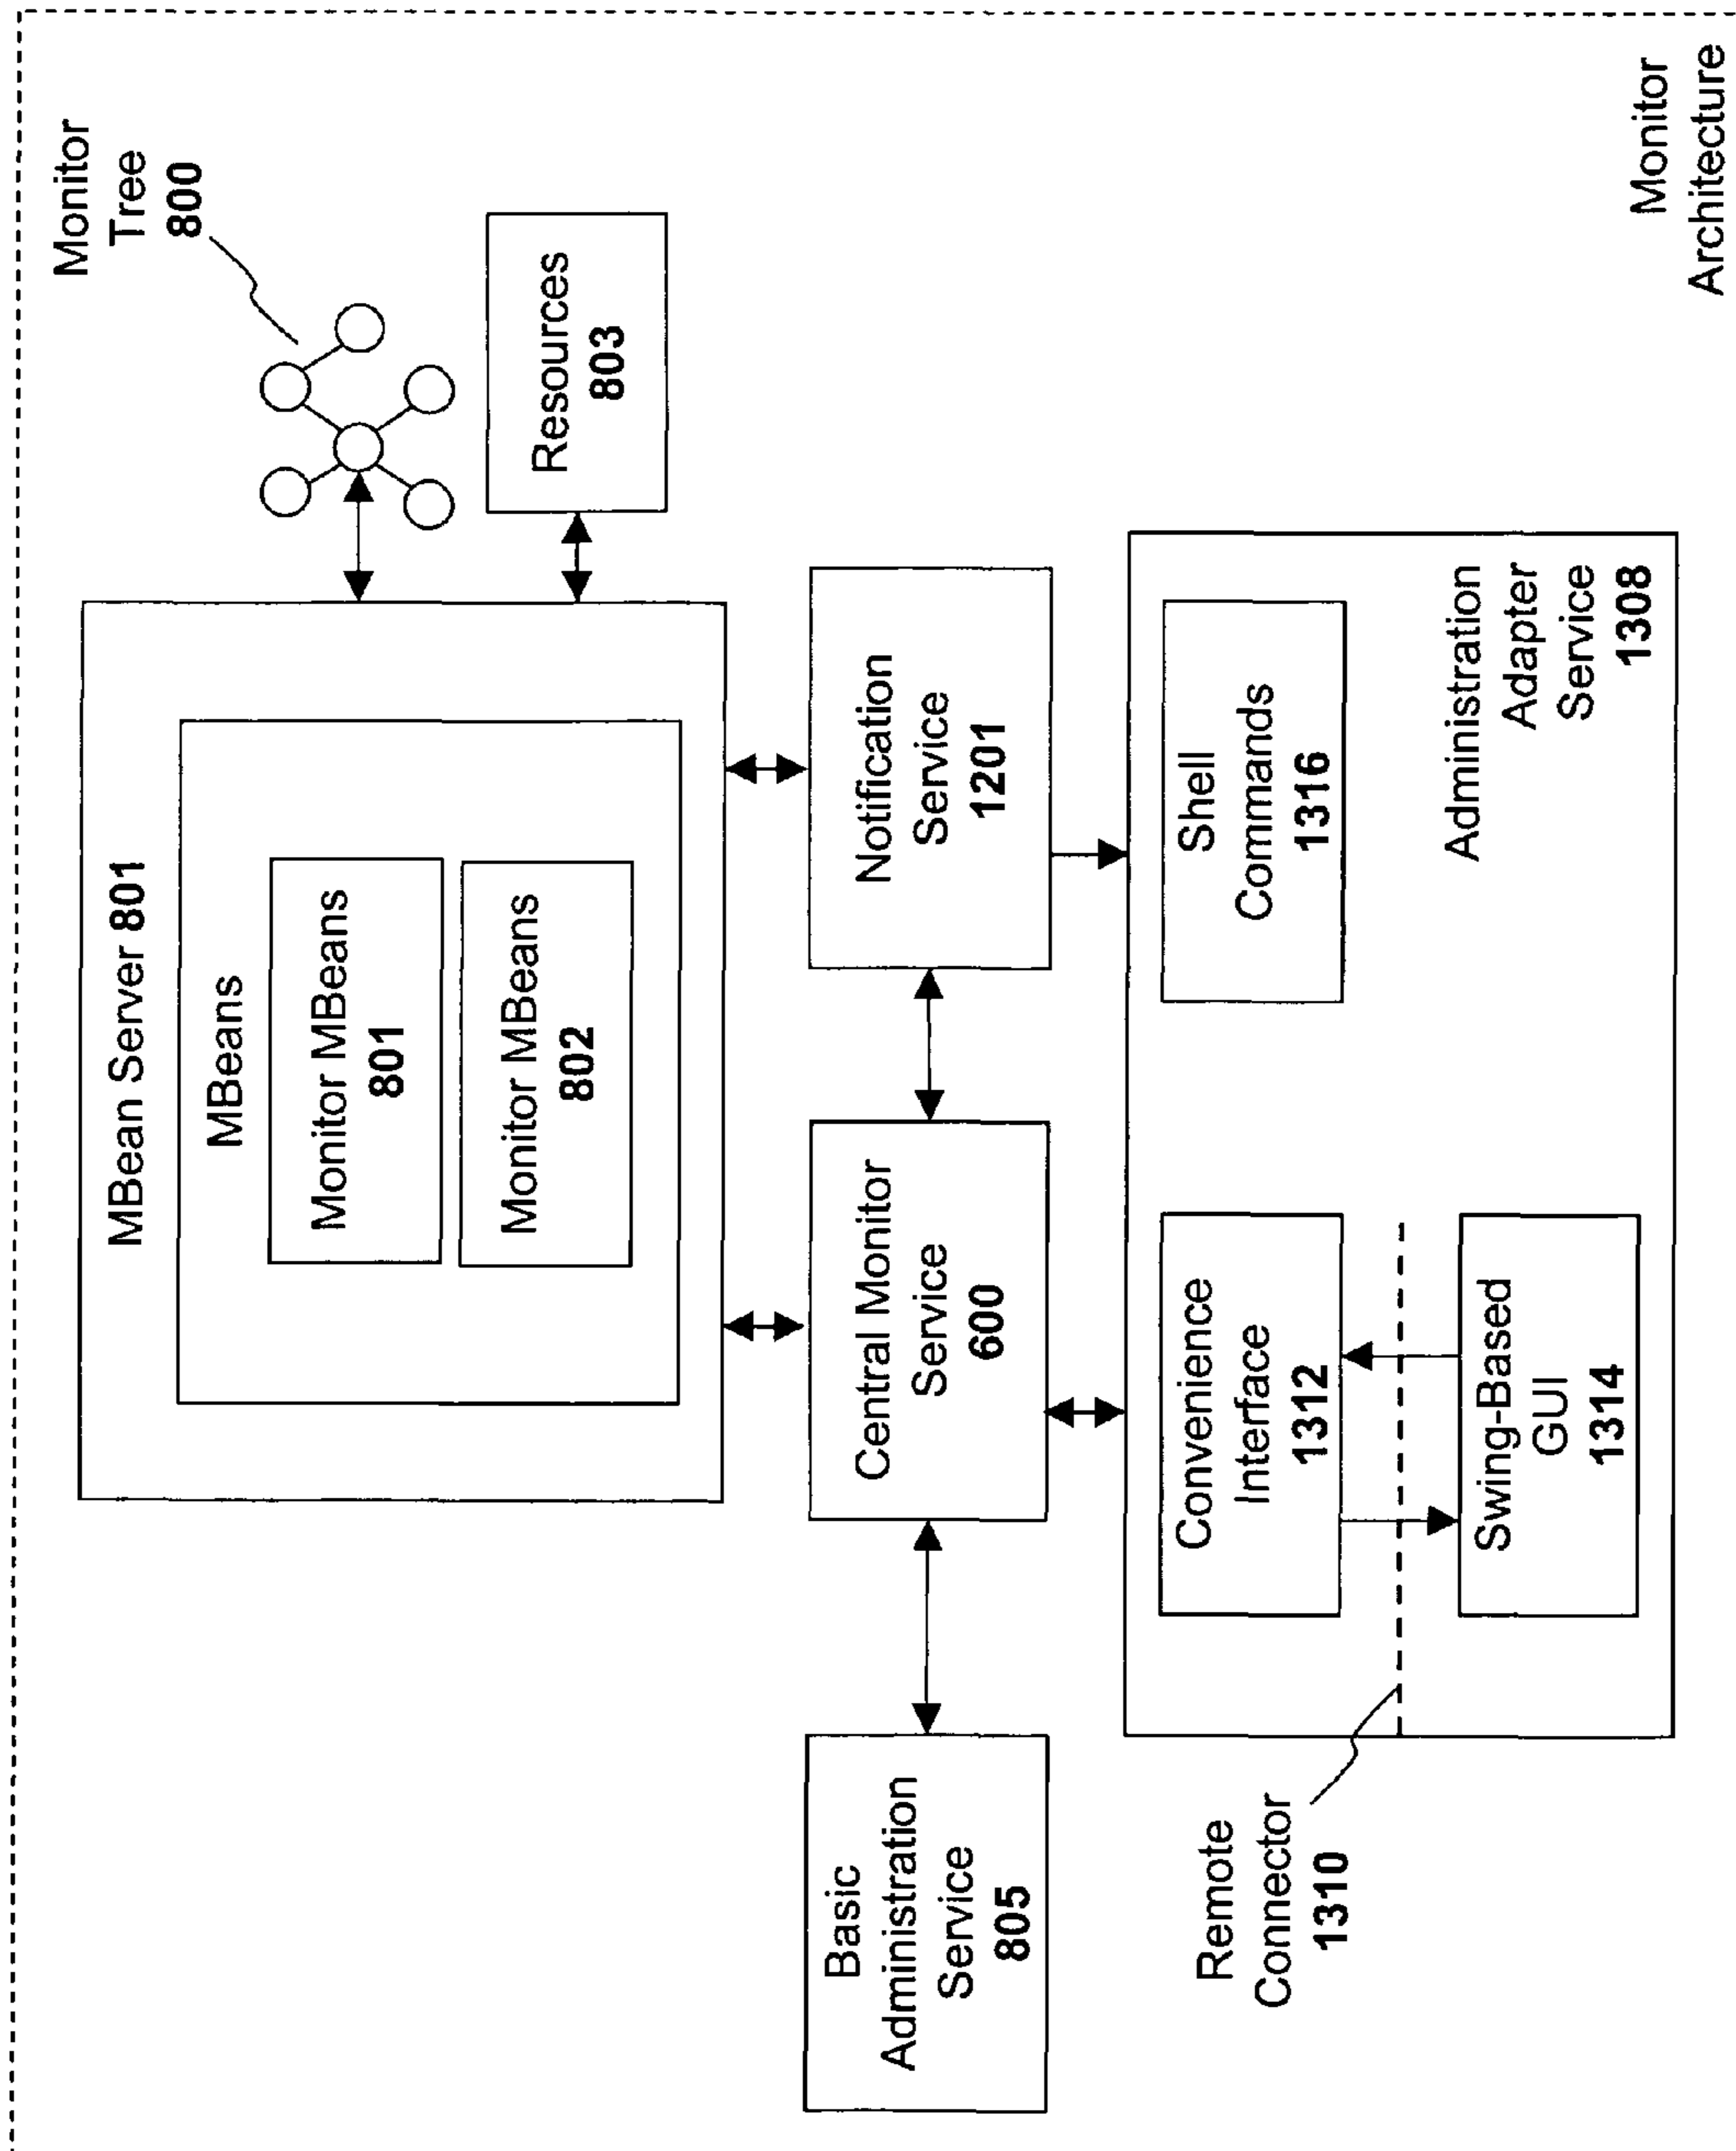 Monitor
Tree
800
MBean Server 801
MBeans
Monitor MBeans
801
Monitor MBeans
802
Resources
803
Basic
Administration
Service
805
Central Monitor
Service
600
Notification
Service
1201
Remote
Connector
1310
Convenience
Interface
1312
Swing-Based
GUI
1314
Shell
Commands
1316
Administration
Adapter
Service
1308
Monitor
Architecture